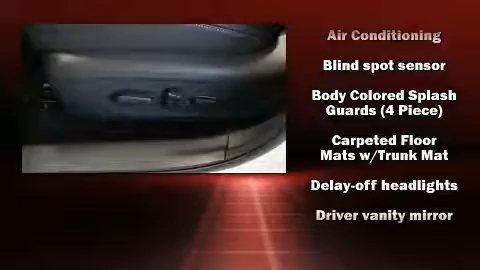 Air Conditioning
Blind spot sensor
Body Colored Splash
Guards (4 Piece)
Carpeted Floor
Mats w/Trunk Mat
Delay-off headlights
Driver vanity mirror